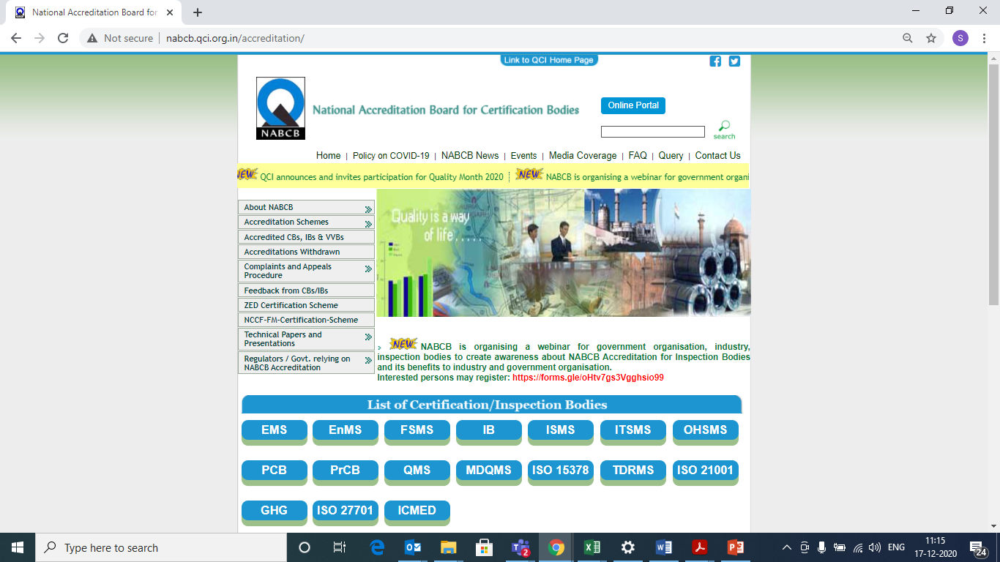 National Accreditation Board for
Not secure
nabcb.qci.org.in/accreditation/
S
Link to QCI Home Page
NABCB
National Accreditation Board for Certification Bodies
Online Portal
search
Home | Policy on COVID-19 | NABCB News | Events | Media Coverage | FAQ | Query | Contact Us
NEW QCI announces and invites participation for Quality Month 2020 NEW NABCB is organising a webinar for government organi
About NABCB
Accreditation Schemes
Accredited CBs, IBs & VVBs
Accreditations Withdrawn
Complaints and Appeals
Procedure
Feedback from CBs/IBs
ZED Certification Scheme
NCCF-FM-Certification-Scheme
Technical Papers and
Presentations
Regulators / Govt. relying on
NABCB Accreditation
Quality is a way
of life.....
> NEW NABCB is organising a webinar for government organisation, industry,
inspection bodies to create awareness about NABCB Accreditation for Inspection Bodies
and its benefits to industry and government organisation.
Interested persons may register: https://forms.gle/oHtv7gs3Vgghsio99
List of Certification/Inspection Bodies
EMS EnMS FSMS IB ISMS ITSMS OHSMS
PCB PrCB QMS MDQMS ISO 15378 TDRMS ISO 21001
GHG ISO 27701 ICMED
Type here to search
2
ENG
11:15
17-12-2020
24